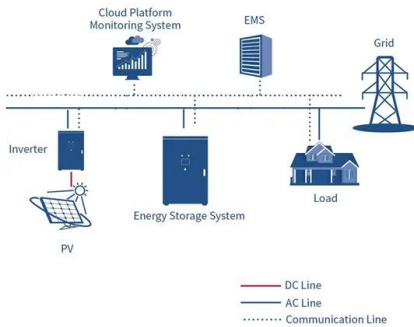 Cloud Platform
Monitoring System
EMS
Grid
Inverter
Energy Storage System
Load
PV
DC Line
AC Line
Communication Line